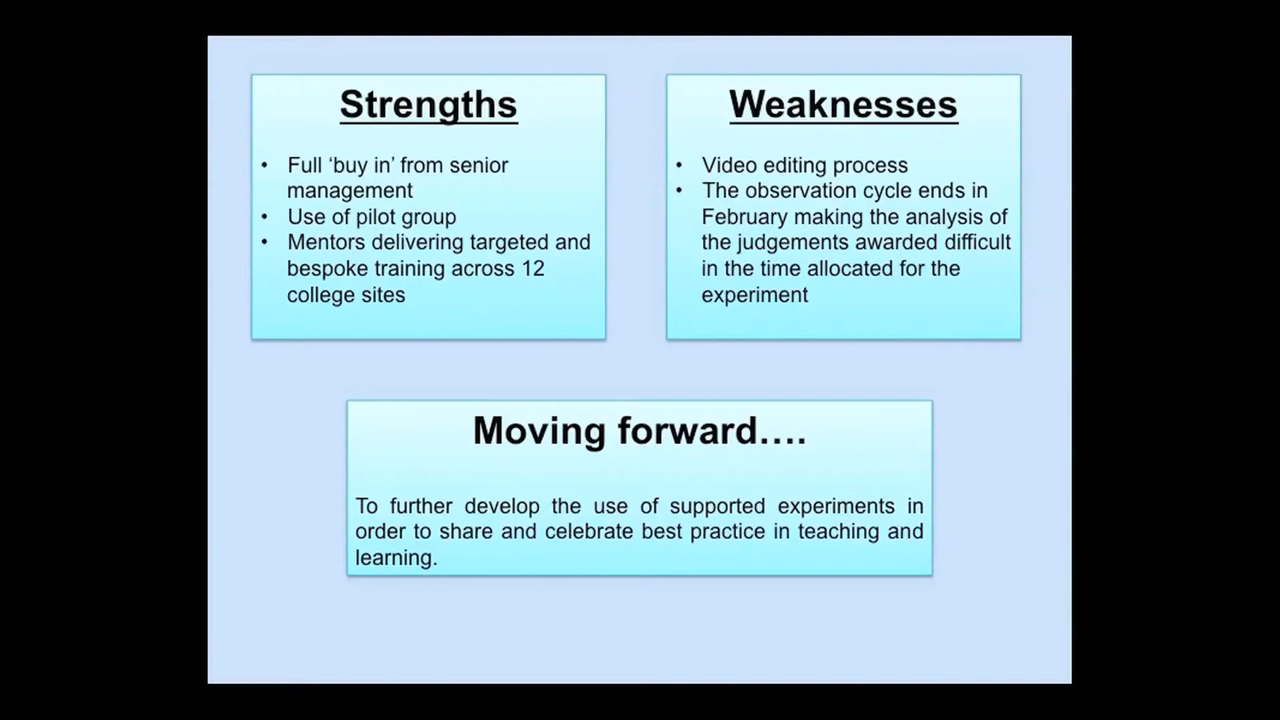 Strengths
• Full ‘buy in’ from senior
management
• Use of pilot group
• Mentors delivering targeted and
bespoke training across 12
college sites
Weaknesses
• Video editing process
• The observation cycle ends in
February making the analysis of
the judgements awarded difficult
in the time allocated for the
experiment
Moving forward….
To further develop the use of supported experiments in
order to share and celebrate best practice in teaching and
learning.